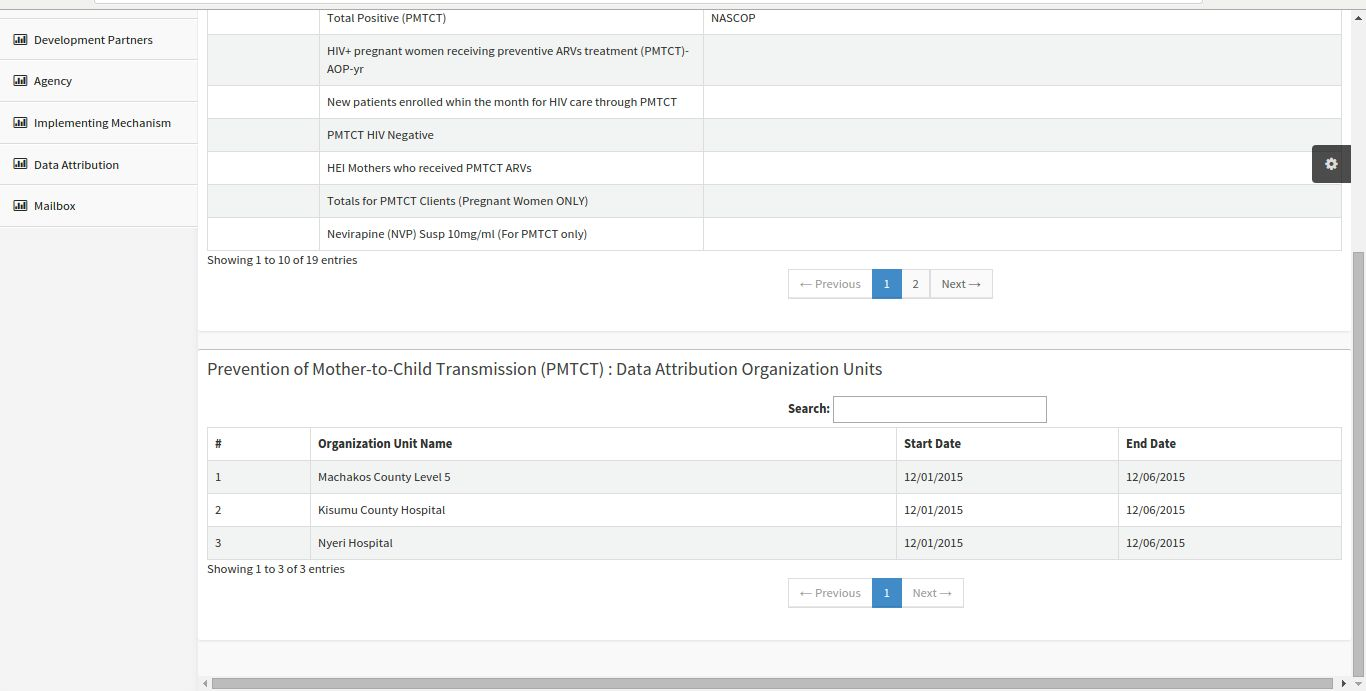 Development Partners
Agency
Implementing Mechanism
Data Attribution
Mailbox
Total Positive (PMTCT) NASCOP
HIV+ pregnant women receiving preventive ARVs treatment (PMTCT)-
AOP-yr
New patients enrolled whin the month for HIV care through PMTCT
PMTCT HIV Negative
HEI Mothers who received PMTCT ARVs
Totals for PMTCT Clients (Pregnant Women ONLY)
Nevirapine (NVP) Susp 10mg/ml (For PMTCT only)
Showing 1 to 10 of 19 entries
← Previous 1 2 Next →
Prevention of Mother-to-Child Transmission (PMTCT) : Data Attribution Organization Units
Search:
# Organization Unit Name Start Date End Date
1 Machakos County Level 5 12/01/2015 12/06/2015
2 Kisumu County Hospital 12/01/2015 12/06/2015
3 Nyeri Hospital 12/01/2015 12/06/2015
Showing 1 to 3 of 3 entries
← Previous 1 Next →